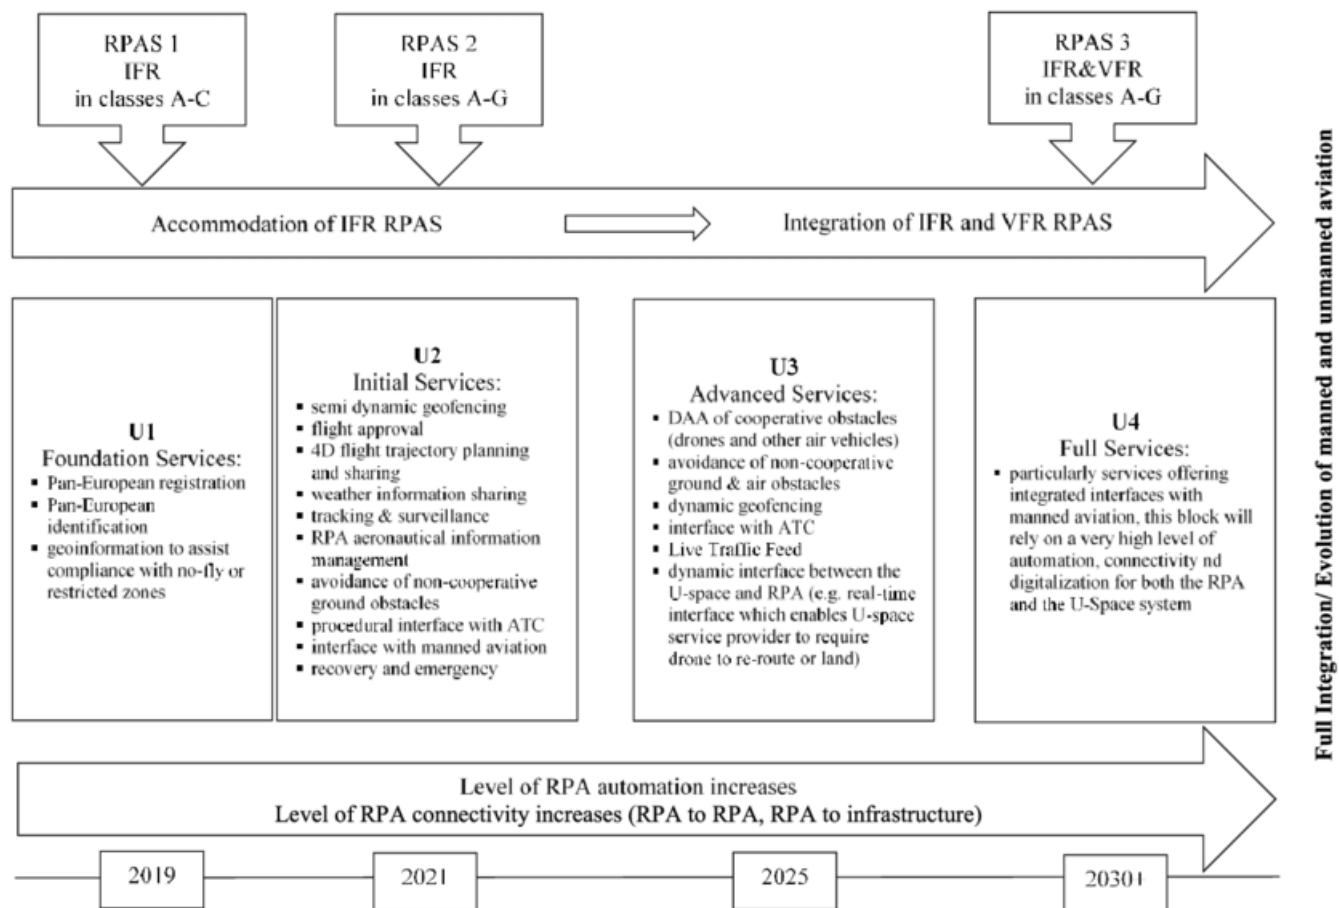 RPAS 1
IFR
in classes A-C
RPAS 2
IFR
in classes A-G
RPAS 3
IFR&VFR
in classes A-G
Accommodation of IFR RPAS
Integration of IFR and VFR RPAS
U1
Foundation Services:
▪ Pan-European registration
▪ Pan-European
identification
▪ geoinformation to assist
compliance with no-fly or
restricted zones
U2
Initial Services:
▪ semi dynamic geofencing
▪ flight approval
▪ 4D flight trajectory planning
and sharing
▪ weather information sharing
▪ tracking & surveillance
▪ RPA aeronautical information
management
▪ avoidance of non-cooperative
ground obstacles
▪ procedural interface with ATC
▪ interface with manned aviation
▪ recovery and emergency
U3
Advanced Services:
▪ DAA of cooperative obstacles
(drones and other air vehicles)
▪ avoidance of non-cooperative
ground & air obstacles
▪ dynamic geofencing
▪ interface with ATC
▪ Live Traffic Feed
▪ dynamic interface between the
U-space and RPA (e.g. real-time
interface which enables U-space
service provider to require
drone to re-route or land)
U4
Full Services:
▪ particularly services offering
integrated interfaces with
manned aviation, this block will
rely on a very high level of
automation, connectivity nd
digitalization for both the RPA
and the U-Space system
Level of RPA automation increases
Level of RPA connectivity increases (RPA to RPA, RPA to infrastructure)
2019
2021
2025
2030+
Full Integration/ Evolution of manned and unmanned aviation